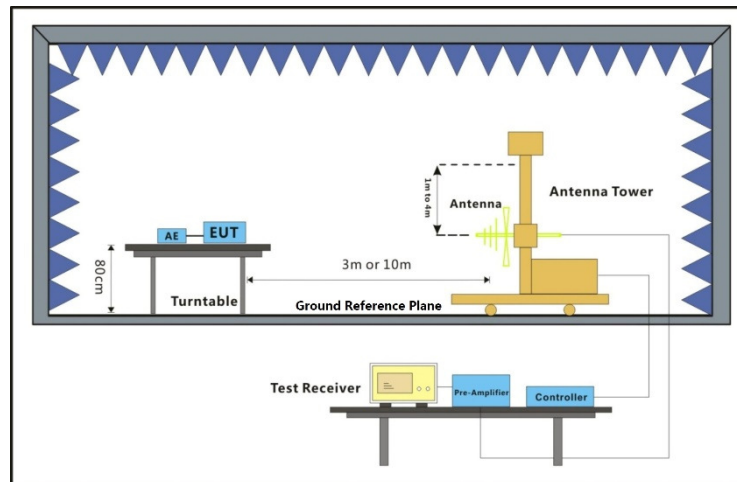 1m to 4m
Antenna
Antenna Tower
AE
EUT
80cm
3m or 10m
Turntable
Ground Reference Plane
Test Receiver
Pre-Amplifier
Controller